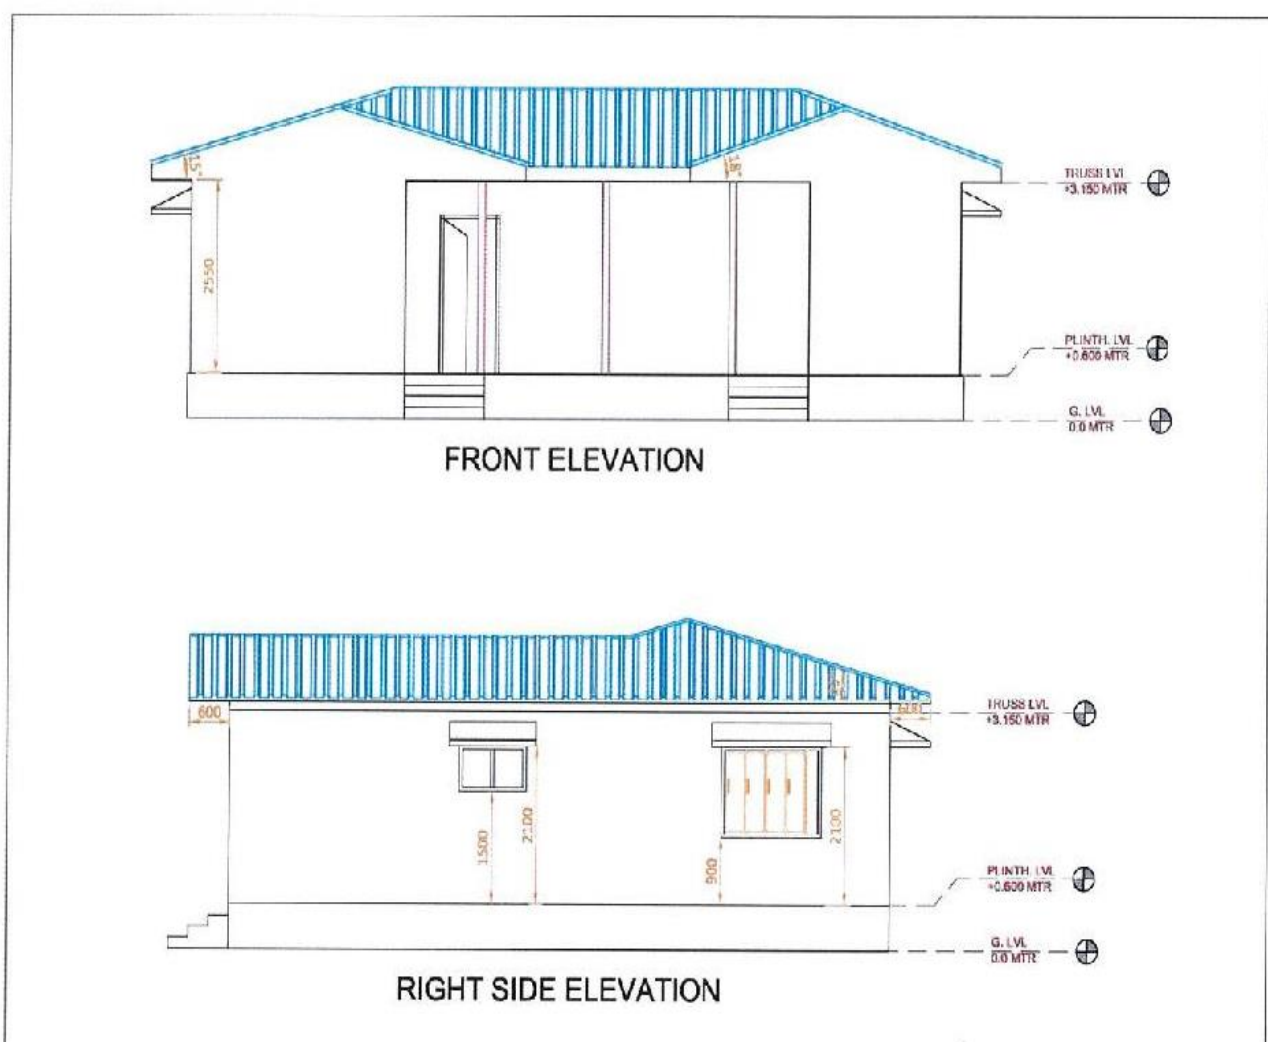 15°
18°
TRUSS LVL
+3.150 MTR
2550
PLINTH. LVL
+0.600 MTR
G. LVL
0.0 MTR
FRONT ELEVATION
600
TRUSS LVL
+3.150 MTR
1500
2100
900
2100
PLINTH. LVL
+0.600 MTR
G. LVL
0.0 MTR
RIGHT SIDE ELEVATION